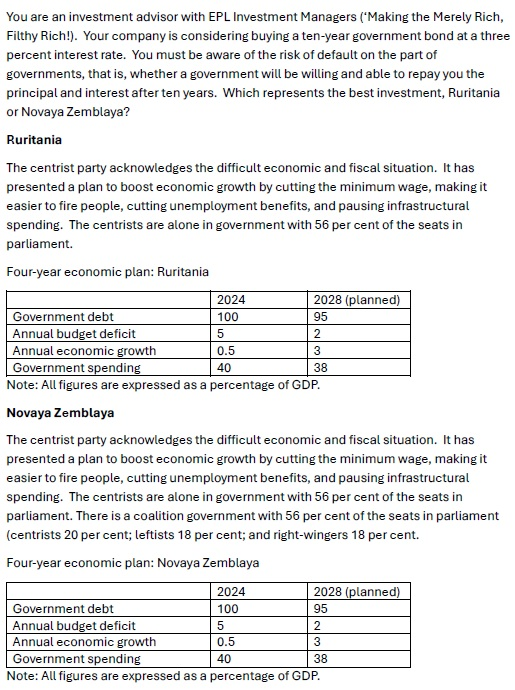 You are an investment advisor with EPL Investment Managers (‘Making the Merely Rich,
Filthy Rich!).  Your company is considering buying a ten-year government bond at a three
percent interest rate.  You must be aware of the risk of default on the part of
governments, that is, whether a government will be willing and able to repay you the
principal and interest after ten years.  Which represents the best investment, Ruritania
or Novaya Zemblaya?
Ruritania
The centrist party acknowledges the difficult economic and fiscal situation.  It has
presented a plan to boost economic growth by cutting the minimum wage, making it
easier to fire people, cutting unemployment benefits, and pausing infrastructural
spending.  The centrists are alone in government with 56 per cent of the seats in
parliament.
Four-year economic plan: Ruritania
2024 2028 (planned)
Government debt 100 95
Annual budget deficit 5 2
Annual economic growth 0.5 3
Government spending 40 38
Note: All figures are expressed as a percentage of GDP.
Novaya Zemblaya
The centrist party acknowledges the difficult economic and fiscal situation.  It has
presented a plan to boost economic growth by cutting the minimum wage, making it
easier to fire people, cutting unemployment benefits, and pausing infrastructural
spending.  The centrists are alone in government with 56 per cent of the seats in
parliament. There is a coalition government with 56 per cent of the seats in parliament
(centrists 20 per cent; leftists 18 per cent; and right-wingers 18 per cent.
Four-year economic plan: Novaya Zemblaya
2024 2028 (planned)
Government debt 100 95
Annual budget deficit 5 2
Annual economic growth 0.5 3
Government spending 40 38
Note: All figures are expressed as a percentage of GDP.